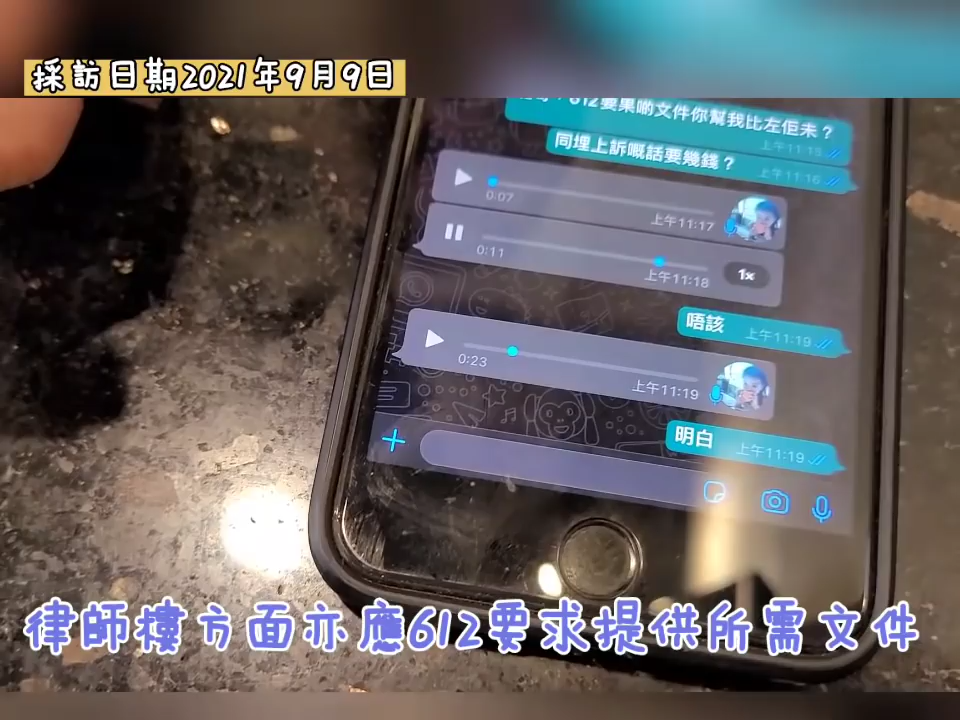 採訪日期2021年9月9日
612要果啲文件你幫我比左佢未?
上午11:15
同埋上訴嘅話要幾錢?
上午11:16
0:07
上午11:17
0:11
上午11:18
1x
唔該
上午11:19
0:23
上午11:19
明白
上午11:19
律師樓方面亦應612要求提供所需文件